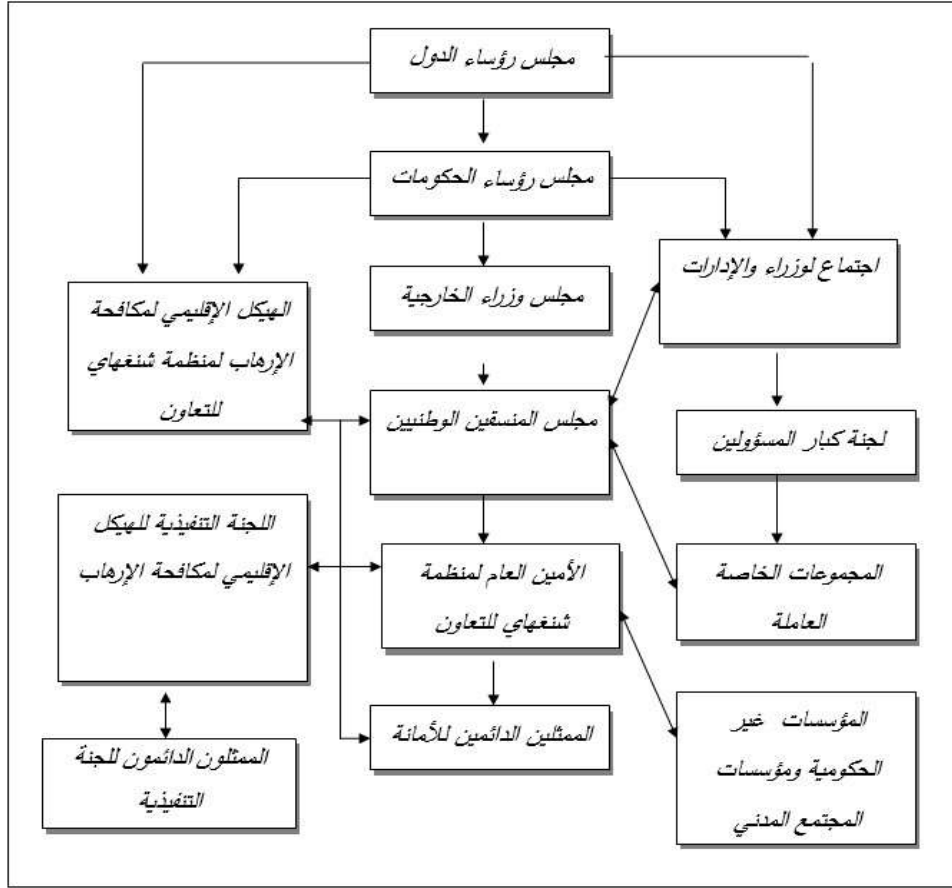 مجلس رؤساء الدول
مجلس رؤساء الحكومات
اجتماع لوزراء والإدارات
مجلس وزراء الخارجية
الهيكل الإقليمي لمكافحة
الإرهاب لمنظمة شنغهاي
للتعاون
مجلس المنسقين الوطنيين
لجنة كبار المسؤولين
اللجنة التنفيذية للهيكل
الإقليمي لمكافحة الإرهاب
الأمين العام لمنظمة
شنغهاي للتعاون
المجموعات الخاصة
العاملة
الممثلين الدائمين للأمانة
المؤسسات غير
الحكومية ومؤسسات
المجتمع المدني
الممثلون الدائمون للجنة
التنفيذية